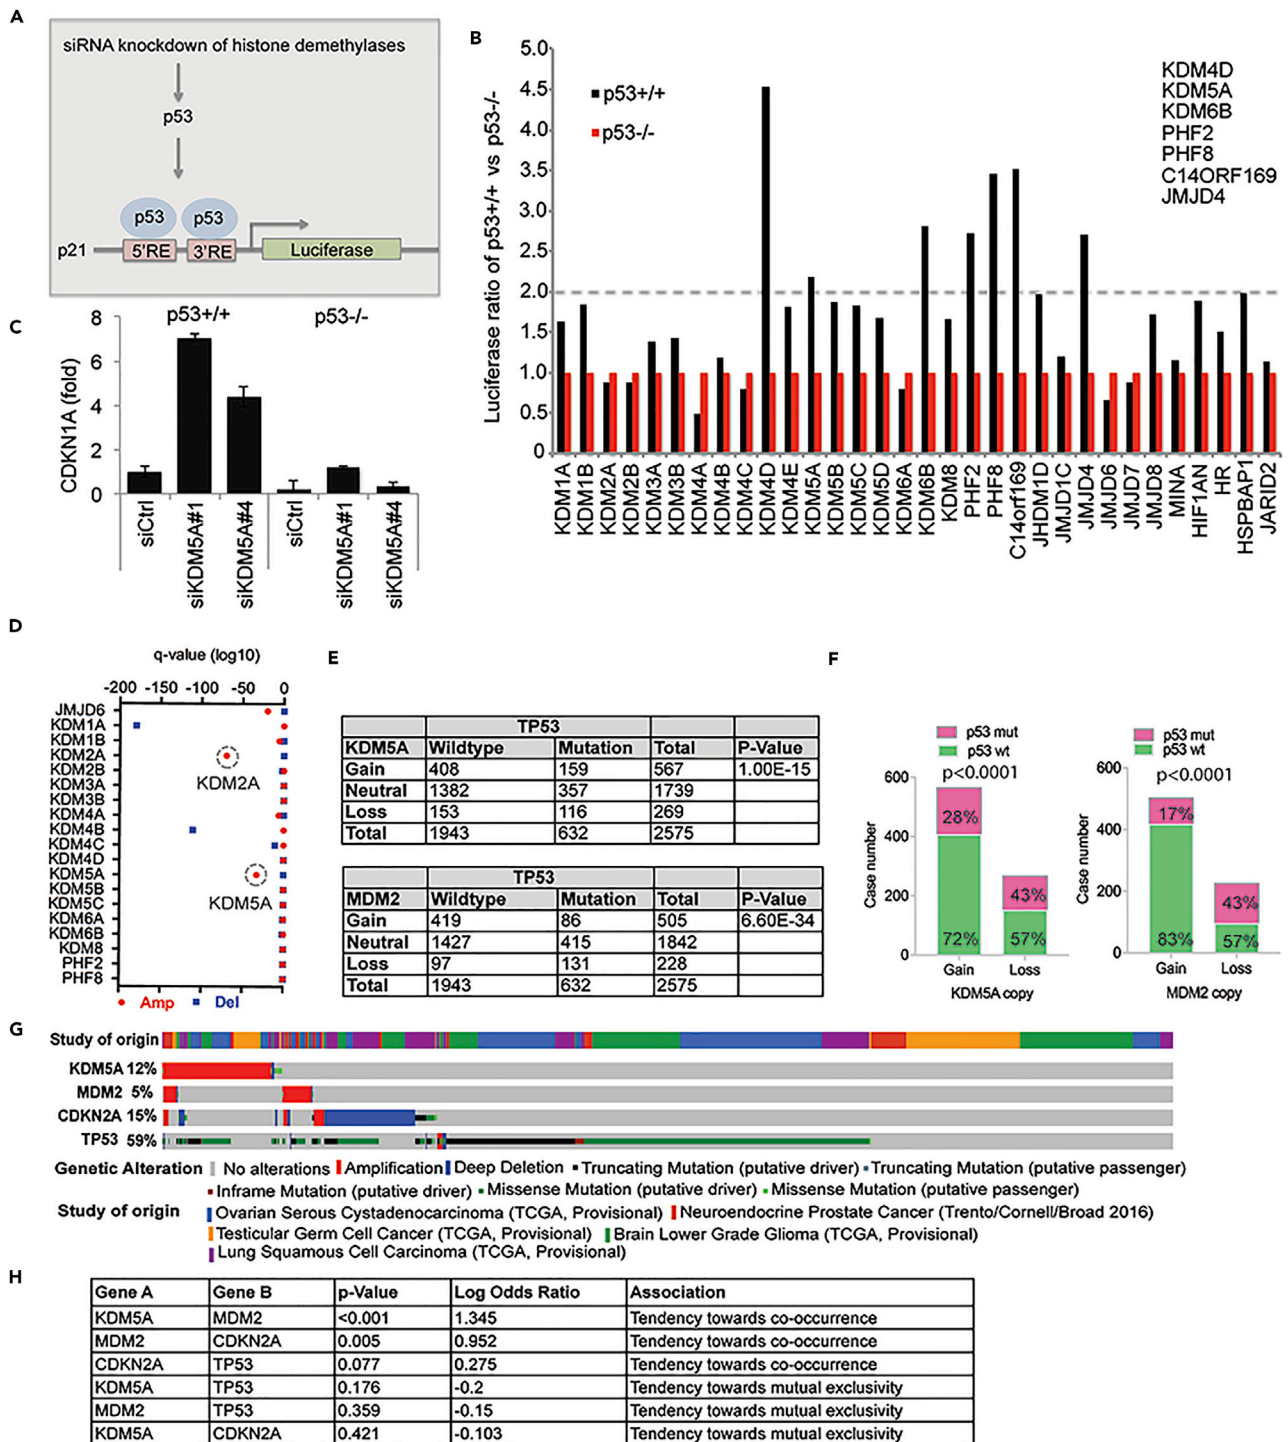 A
siRNA knockdown of histone demethylases
p53
p53 p53
p21 5'RE 3'RE Luciferase
B
Luciferase ratio of p53+/+ vs p53-/-
5.0
4.5
4.0
3.5
3.0
2.5
2.0
1.5
1.0
0.5
0
p53+/+
p53-/-
KDM4D
KDM5A
KDM6B
PHF2
PHF8
C14ORF169
JMJD4
KDM1A
KDM1B
KDM2A
KDM2B
KDM3A
KDM3B
KDM4A
KDM4B
KDM4C
KDM4D
KDM4E
KDM5A
KDM5B
KDM5C
KDM5D
KDM6A
KDM6B
KDM8
PHF2
PHF8
C14orf169
JHDM1D
JMJD1C
JMJD4
JMJD6
JMJD7
JMJD8
MINA
HIF1AN
HR
HSPBAP1
JARID2
C
CDKN1A (fold)
8
6
4
2
0
p53+/+ p53-/-
siCtrl
siKDM5A#1
siKDM5A#4
siCtrl
siKDM5A#1
siKDM5A#4
D
q-value (log10)
-200 -150 -100 -50 0
JMJD6
KDM1A
KDM1B
KDM2A
KDM2B
KDM3A
KDM3B
KDM4A
KDM4B
KDM4C
KDM4D
KDM5A
KDM5B
KDM5C
KDM6A
KDM6B
KDM8
PHF2
PHF8
KDM2A
KDM5A
Amp Del
E
TP53
KDM5A Wildtype Mutation Total P-Value
Gain 408 159 567 1.00E-15
Neutral 1382 357 1739
Loss 153 116 269
Total 1943 632 2575
TP53
MDM2 Wildtype Mutation Total P-Value
Gain 419 86 505 6.60E-34
Neutral 1427 415 1842
Loss 97 131 228
Total 1943 632 2575
F
p53 mut
p53 wt
p<0.0001
Case number
600
400
200
0
28%
72%
43%
57%
Gain Loss
KDM5A copy
p53 mut
p53 wt
p<0.0001
Case number
600
400
200
0
17%
83%
43%
57%
Gain Loss
MDM2 copy
G
Study of origin
KDM5A 12%
MDM2 5%
CDKN2A 15%
TP53 59%
Genetic Alteration No alterations Amplification Deep Deletion Truncating Mutation (putative driver) Truncating Mutation (putative passenger)
Inframe Mutation (putative driver) Missense Mutation (putative driver) Missense Mutation (putative passenger)
Study of origin Ovarian Serous Cystadenocarcinoma (TCGA, Provisional) Neuroendocrine Prostate Cancer (Trento/Cornell/Broad 2016)
Testicular Germ Cell Cancer (TCGA, Provisional) Brain Lower Grade Glioma (TCGA, Provisional)
Lung Squamous Cell Carcinoma (TCGA, Provisional)
H
Gene A Gene B p-Value Log Odds Ratio Association
KDM5A MDM2 <0.001 1.345 Tendency towards co-occurrence
MDM2 CDKN2A 0.005 0.952 Tendency towards co-occurrence
CDKN2A TP53 0.077 0.275 Tendency towards co-occurrence
KDM5A TP53 0.176 -0.2 Tendency towards mutual exclusivity
MDM2 TP53 0.359 -0.15 Tendency towards mutual exclusivity
KDM5A CDKN2A 0.421 -0.103 Tendency towards mutual exclusivity